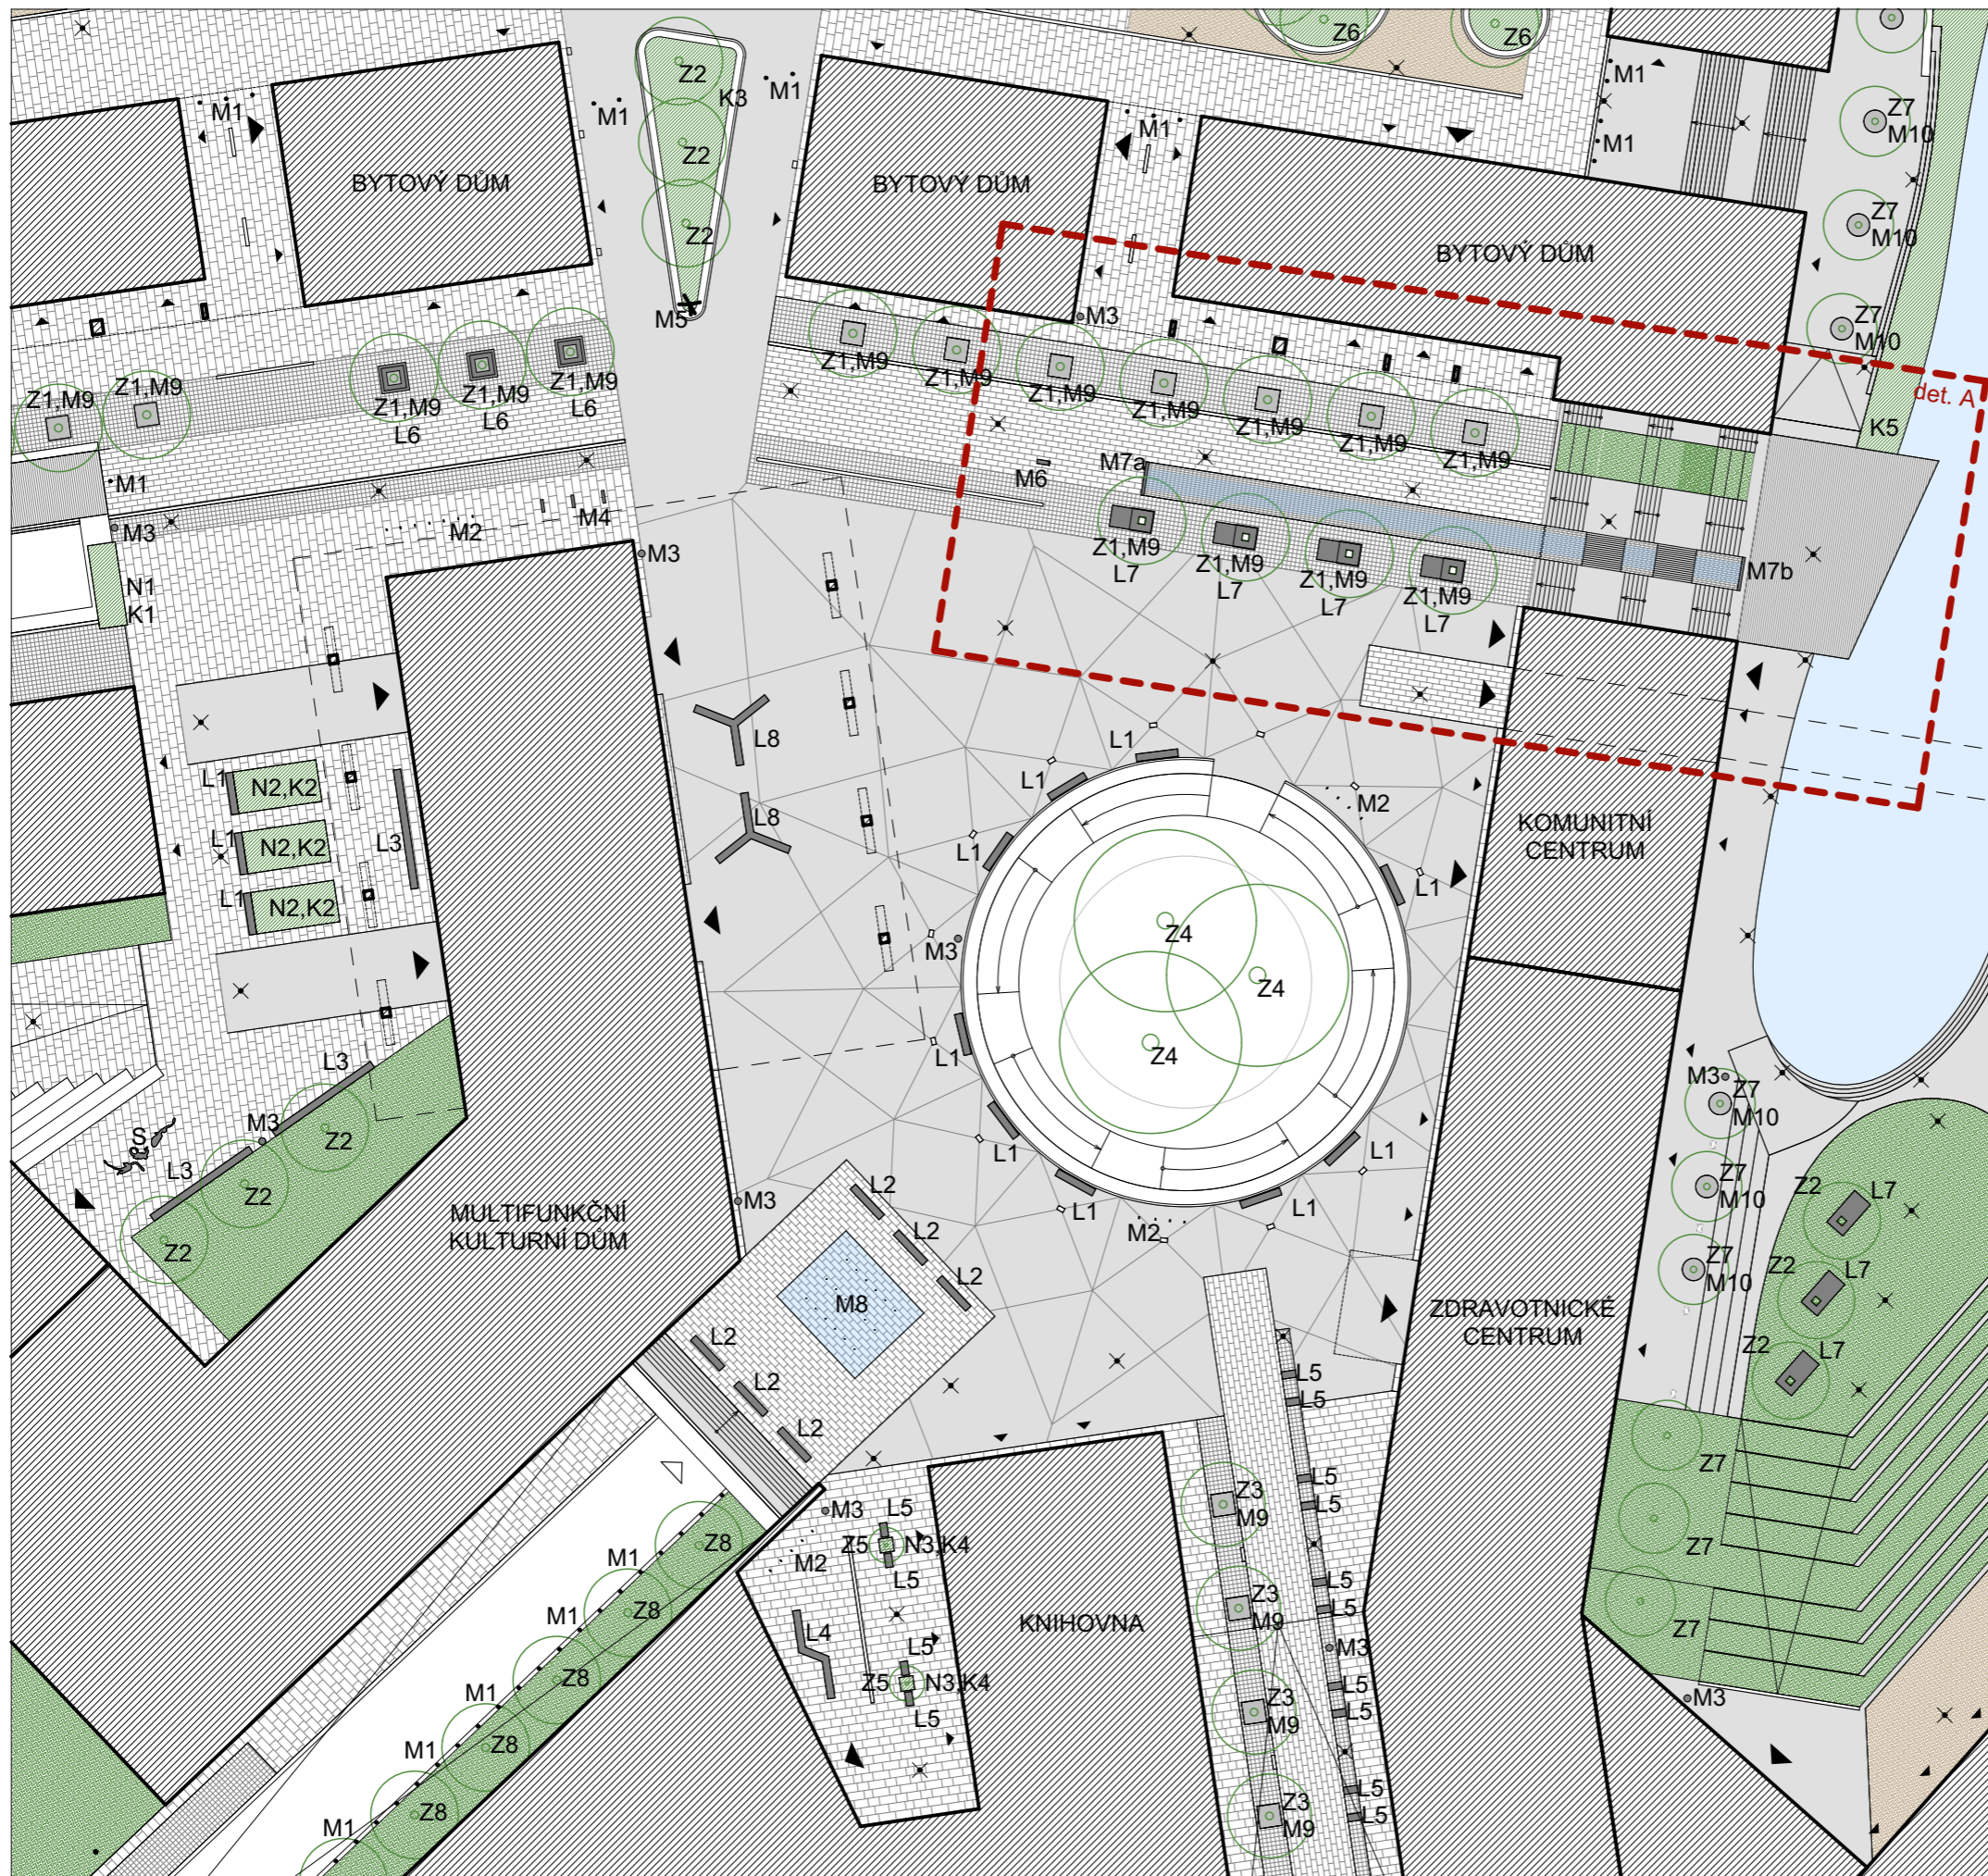 Z6
Z6
Z2
K3
M1
M1
M1
M1
M1
M1
M1
Z7
M10
Z2
BYTOVÝ DŮM
BYTOVÝ DŮM
BYTOVÝ DŮM
Z2
Z7
M10
M5
M3
Z7
M10
Z1,M9
Z1,M9
Z1,M9
L6
Z1,M9
L6
Z1,M9
L6
Z1,M9
Z1,M9
Z1,M9
Z1,M9
Z1,M9
Z1,M9
Z1,M9
det. A
K5
M1
M3
M2
M4
M3
M6
M7a
M7b
Z1,M9
L7
Z1,M9
L7
Z1,M9
L7
Z1,M9
L7
N1
K1
L8
L8
L1
N2,K2
L1
N2,K2
L1
N2,K2
L3
L1
L1
L1
M2
L1
KOMUNITNÍ
CENTRUM
Z4
Z4
Z4
M3
L1
L1
L1
L1
L1
M2
L3
M3
Z2
S
L3
Z2
Z2
MULTIFUNKČNÍ
KULTURNÍ DŮM
M3
L2
L2
L2
M8
L2
L2
L2
ZDRAVOTNICKÉ
CENTRUM
M3
Z7
M10
Z7
M10
Z7
M10
Z2
L7
Z2
L7
Z2
L7
Z7
Z7
Z7
M3
L5
L5
L5
L5
L5
L5
M3
L5
L5
L5
L5
Z3
M9
Z3
M9
Z3
M9
Z3
M9
M3
L5
Z5
N3,K4
L5
M2
L4
L5
Z5
N3,K4
L5
KNIHOVNA
Z8
M1
Z8
M1
Z8
M1
Z8
M1
Z8
M1